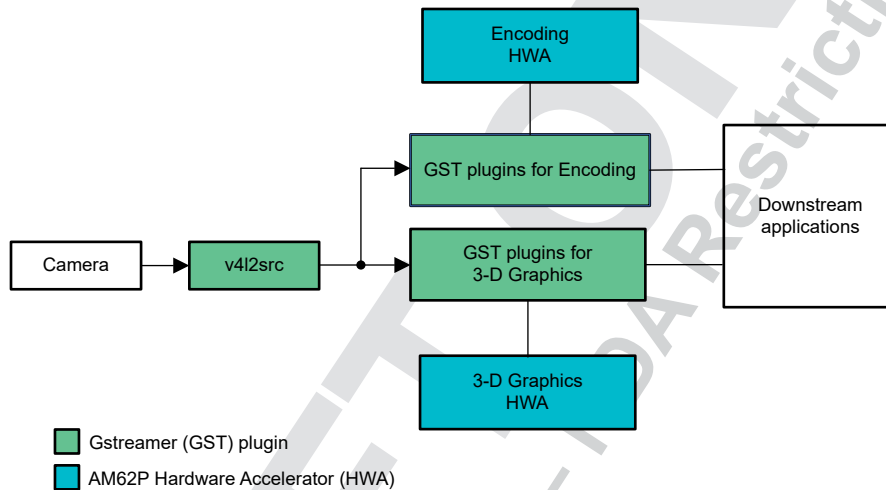 Encoding
HWA
GST plugins for Encoding
Downstream
applications
Camera
v4l2src
GST plugins for
3-D Graphics
3-D Graphics
HWA
Gstreamer (GST) plugin
AM62P Hardware Accelerator (HWA)